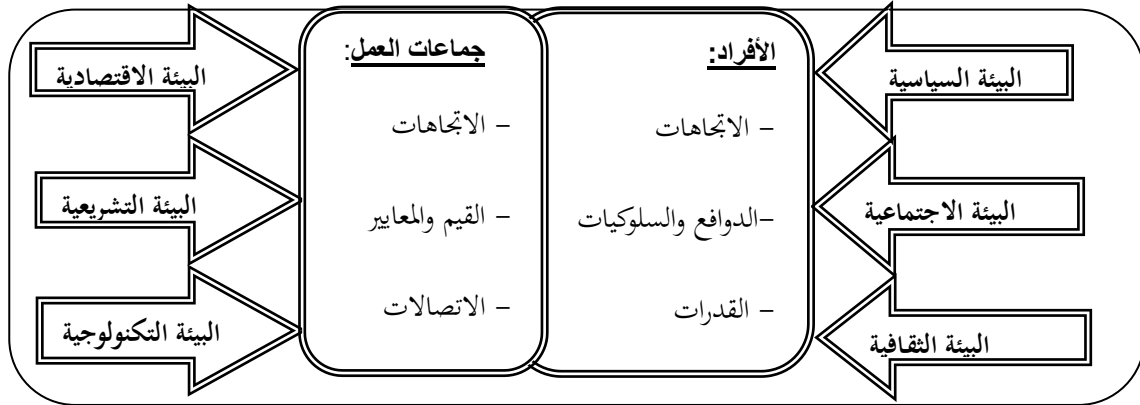 البيئة السياسية
البيئة الاجتماعية
البيئة الثقافية
الأفراد:
– الاتجاهات
–الدوافع والسلوكيات
– القدرات
جماعات العمل:
– الاتجاهات
– القيم والمعايير
– الاتصالات
البيئة الاقتصادية
البيئة التشريعية
البيئة التكنولوجية